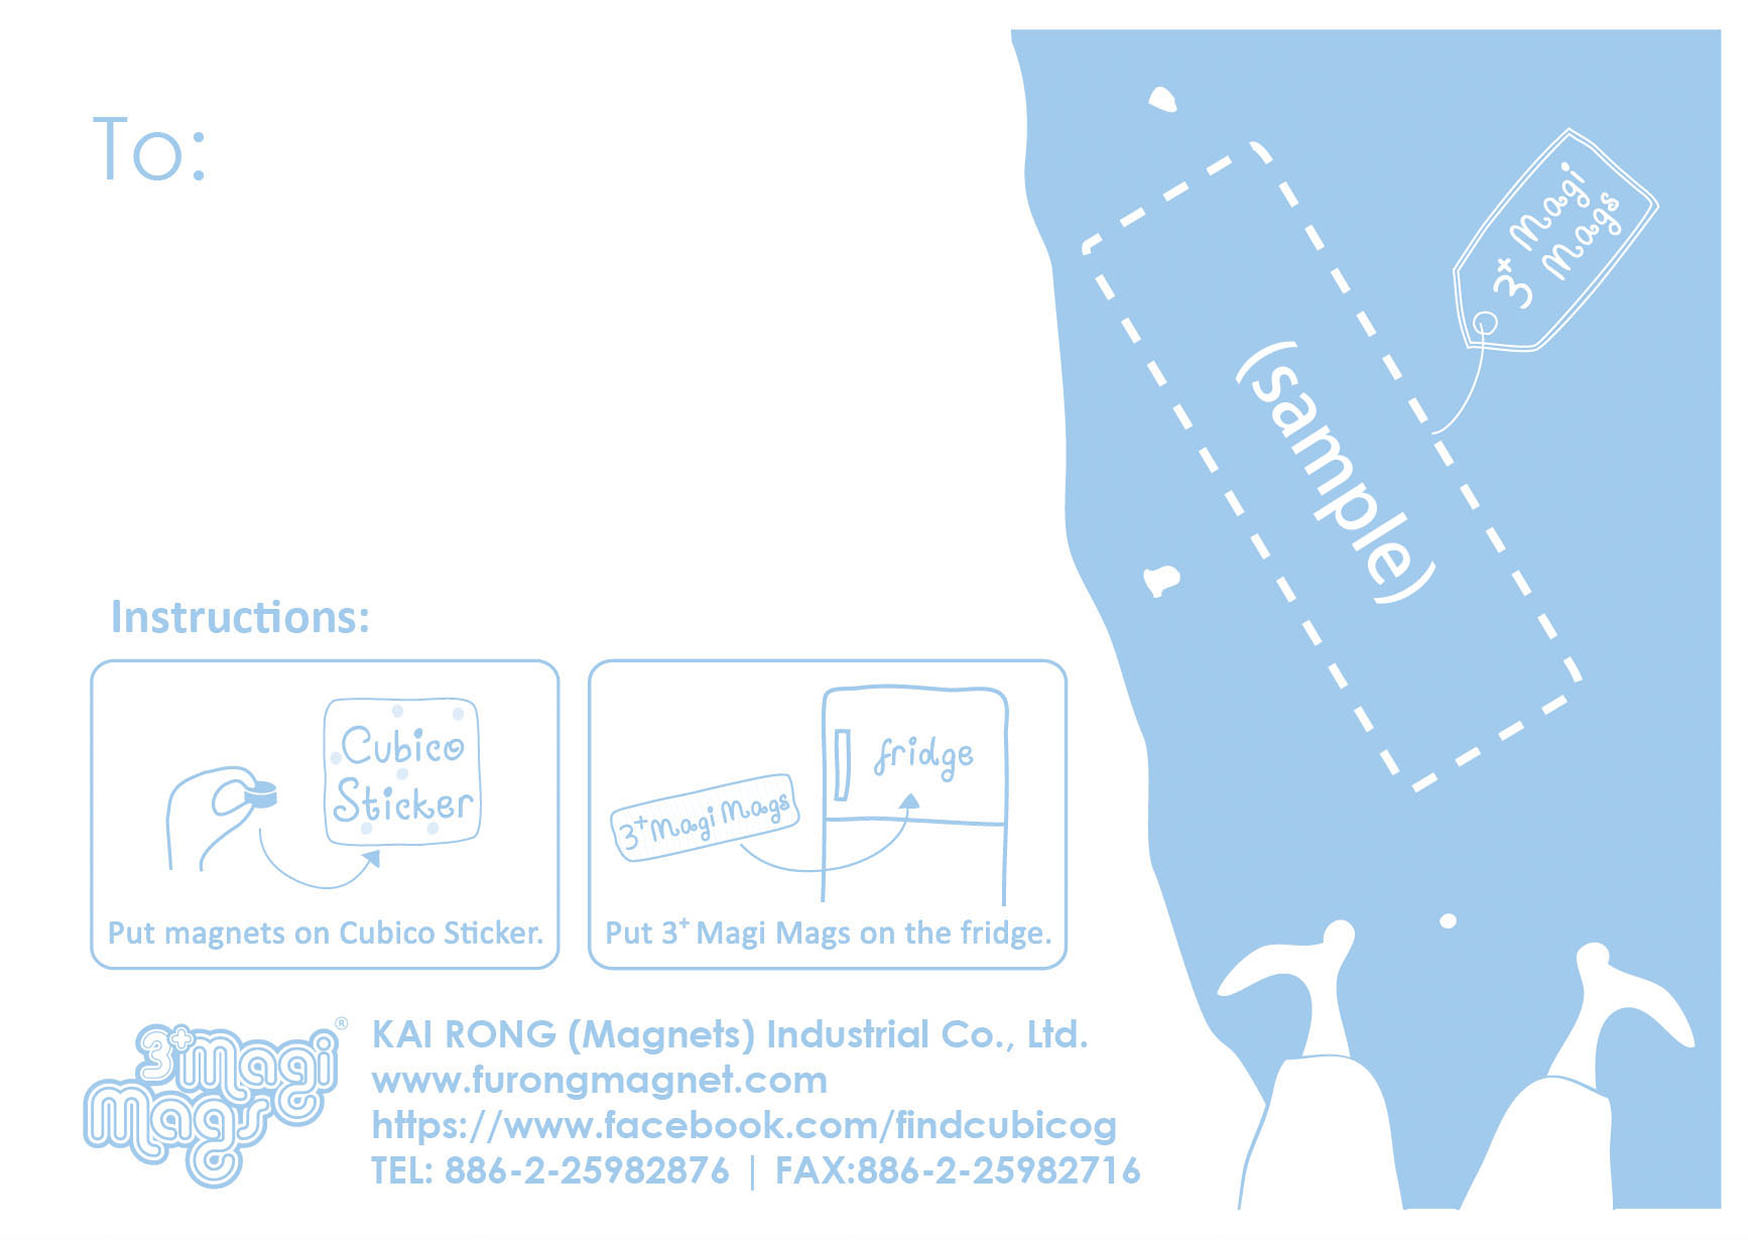 To:
3+ Magi
Mags
(sample)
Instructions:
Cubico
Sticker
Put magnets on Cubico Sticker.
fridge
3+ Magi Mags
Put 3+ Magi Mags on the fridge.
3+ Magi ®
Mags
KAI RONG (Magnets) Industrial Co., Ltd.
www.furongmagnet.com
https://www.facebook.com/findcubicog
TEL: 886-2-25982876 | FAX:886-2-25982716